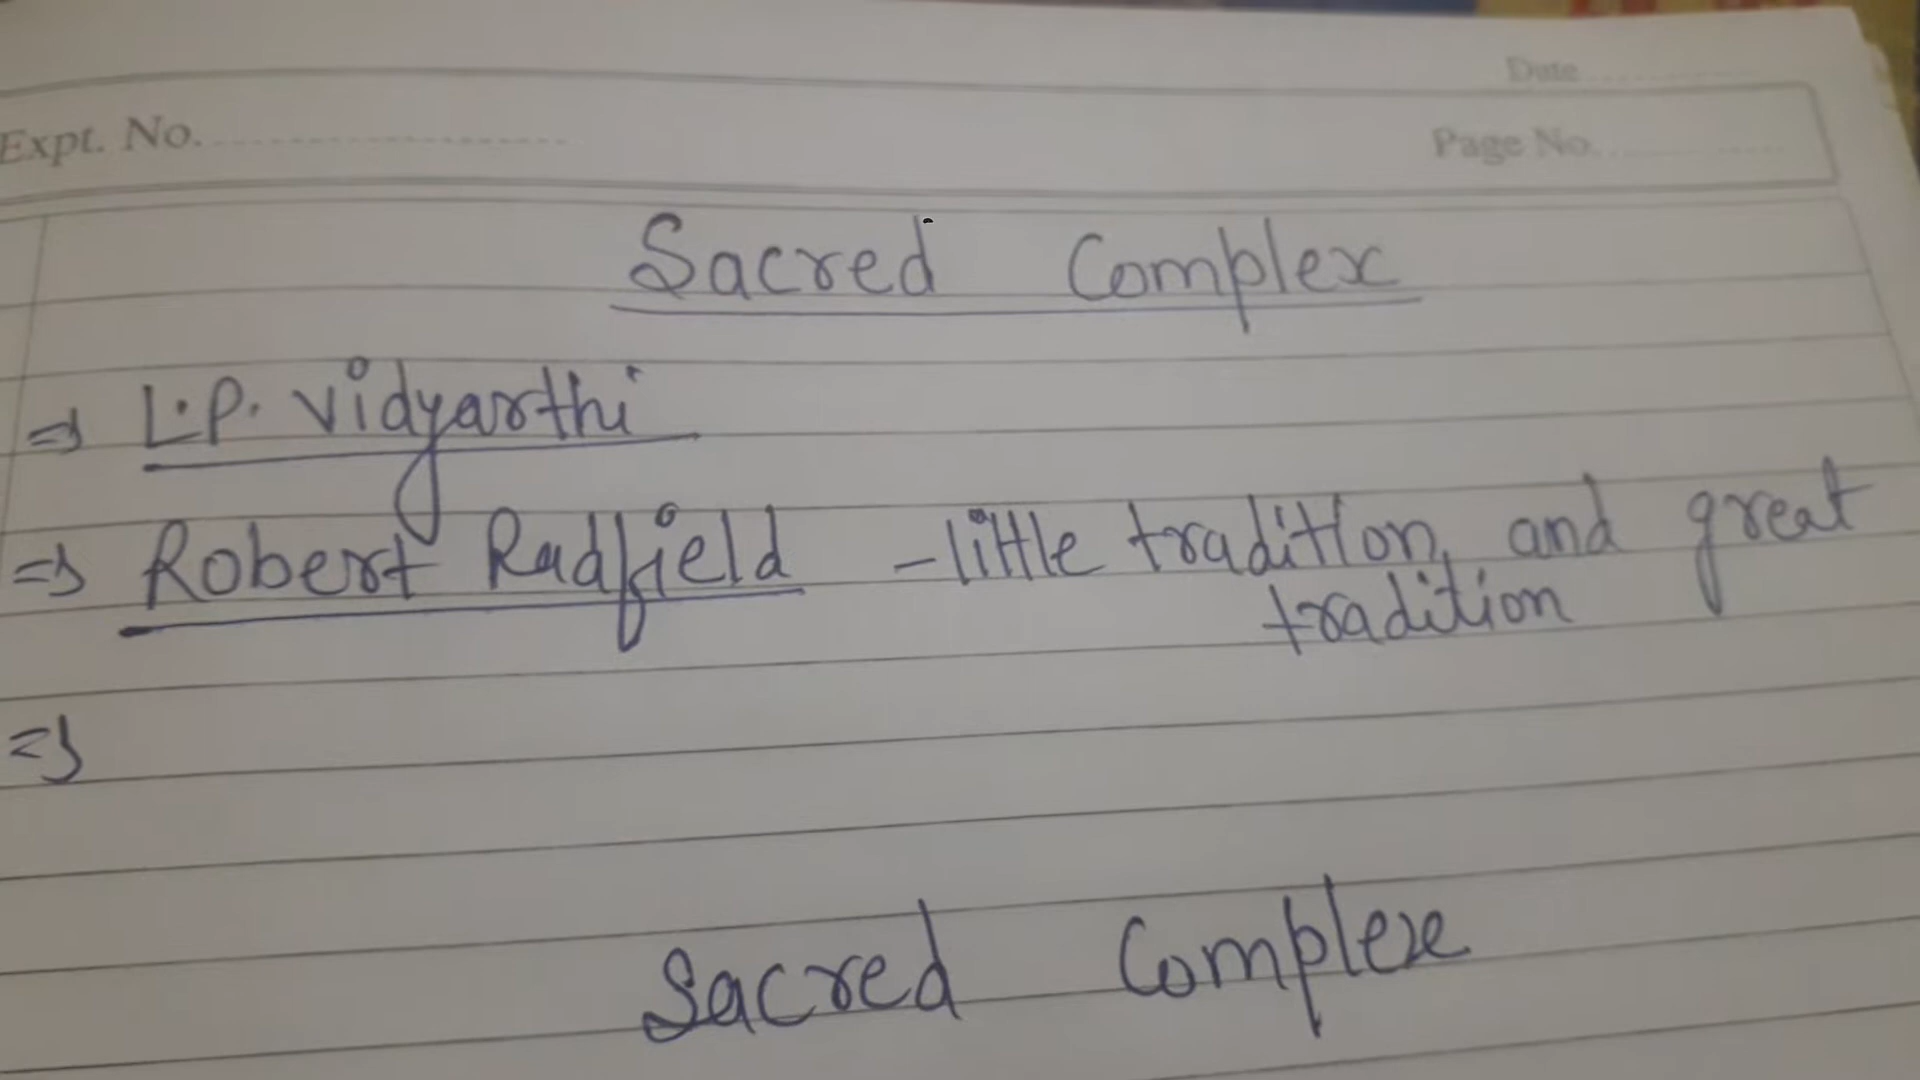 Date
Expt. No.
Page No.
Sacred Complex
⇒ L.P. Vidyarthi
⇒ Robert Radfield - little tradition, and great
tradition
⇒
Sacred Complex